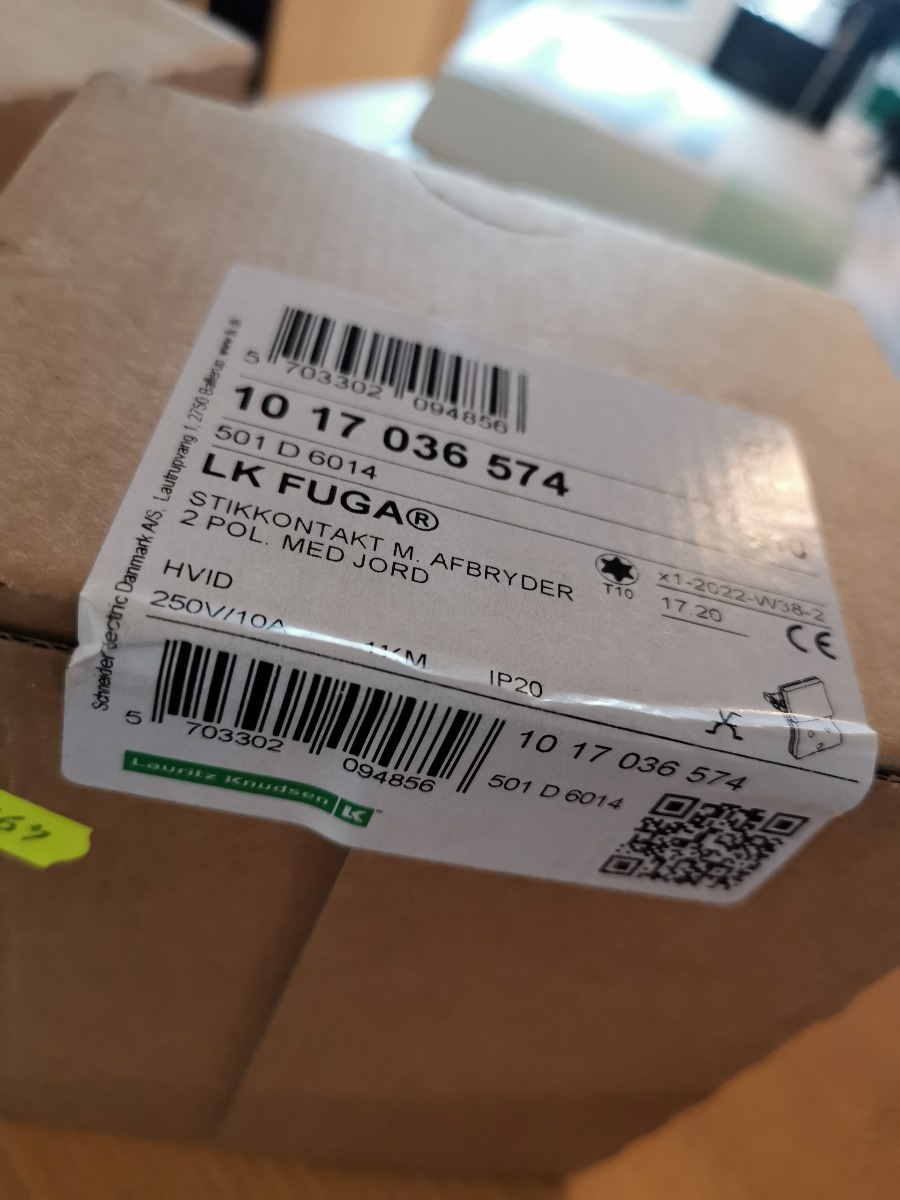 5 703302 094856
10 17 036 574
501 D 6014
LK FUGA®
STIKKONTAKT M. AFBRYDER
2 POL. MED JORD
T10
x1-2022-W38-2
17.20
HVID
CE
250V/10A
IP20
Schneider Electric Danmark A/S, Lautrupvang 1, 2750 Ballerup, www.lk.dk
5 703302 094856
10 17 036 574
501 D 6014
Lauritz Knudsen LK